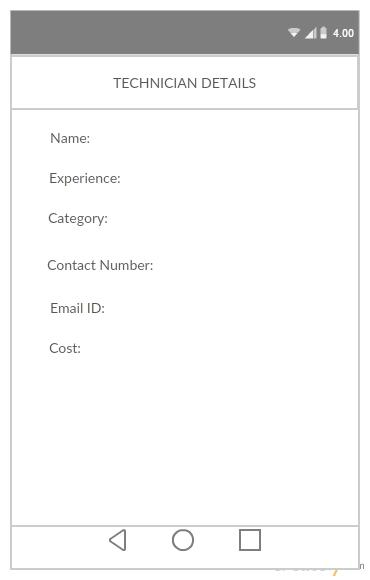 4.00
TECHNICIAN DETAILS
Name:
Experience:
Category:
Contact Number:
Email ID:
Cost: